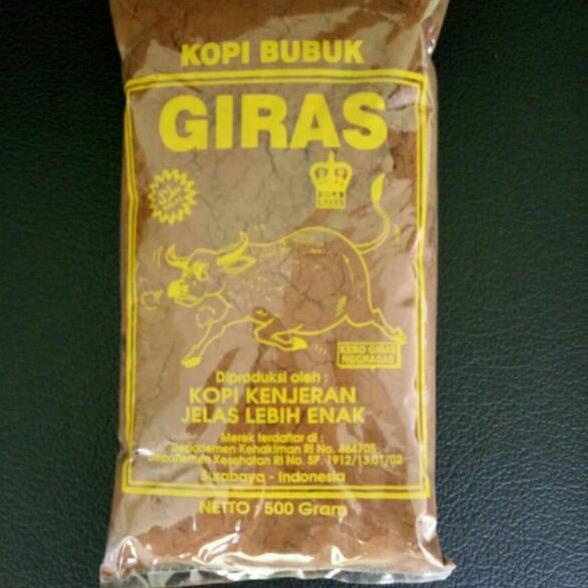 KOPI BUBUK
GIRAS
KEBO GIRAS
NGGRAGAS
Diproduksi oleh :
KOPI KENJERAN
JELAS LEBIH ENAK
Merek terdaftar di :
Departemen Kehakiman RI No. 464705
Departemen Kesehatan RI No. SP. 1912/13.01/02
Surabaya - Indonesia
NETTO : 500 Gram